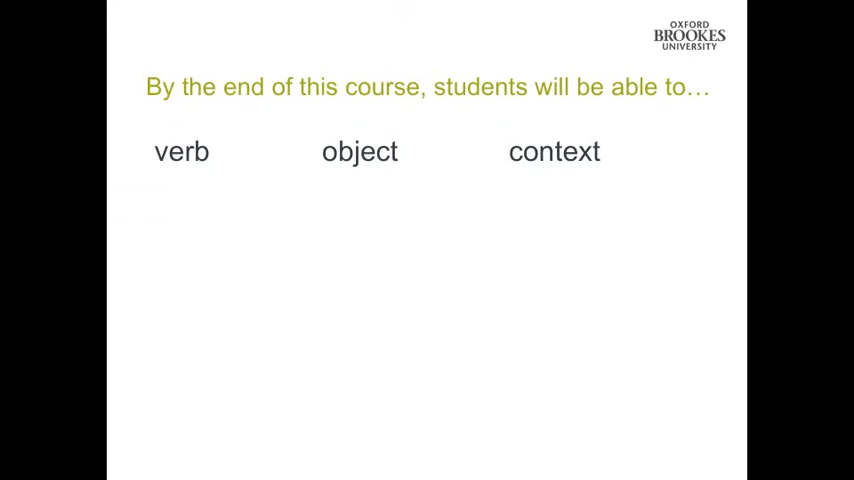 OXFORD
BROOKES
UNIVERSITY
By the end of this course, students will be able to…
verb object context